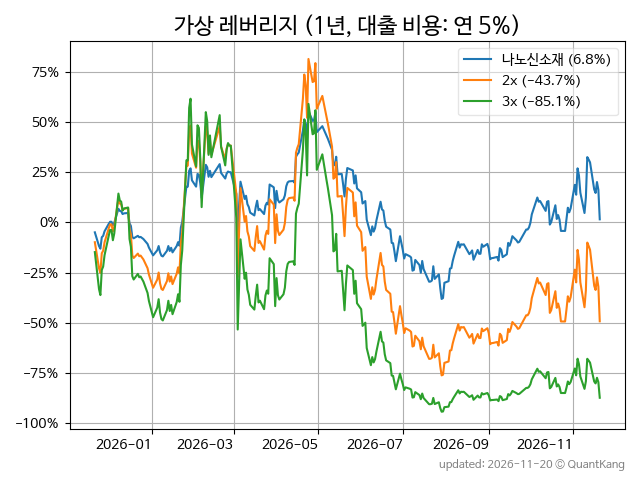 가상 레버리지 (1년, 대출 비용: 연 5%)
나노신소재 (6.8%)
2x (−43.7%)
3x (−85.1%)
75%
50%
25%
0%
−25%
−50%
−75%
−100%
2026-01 2026-03 2026-05 2026-07 2026-09 2026-11
updated: 2026-11-20 © QuantKang